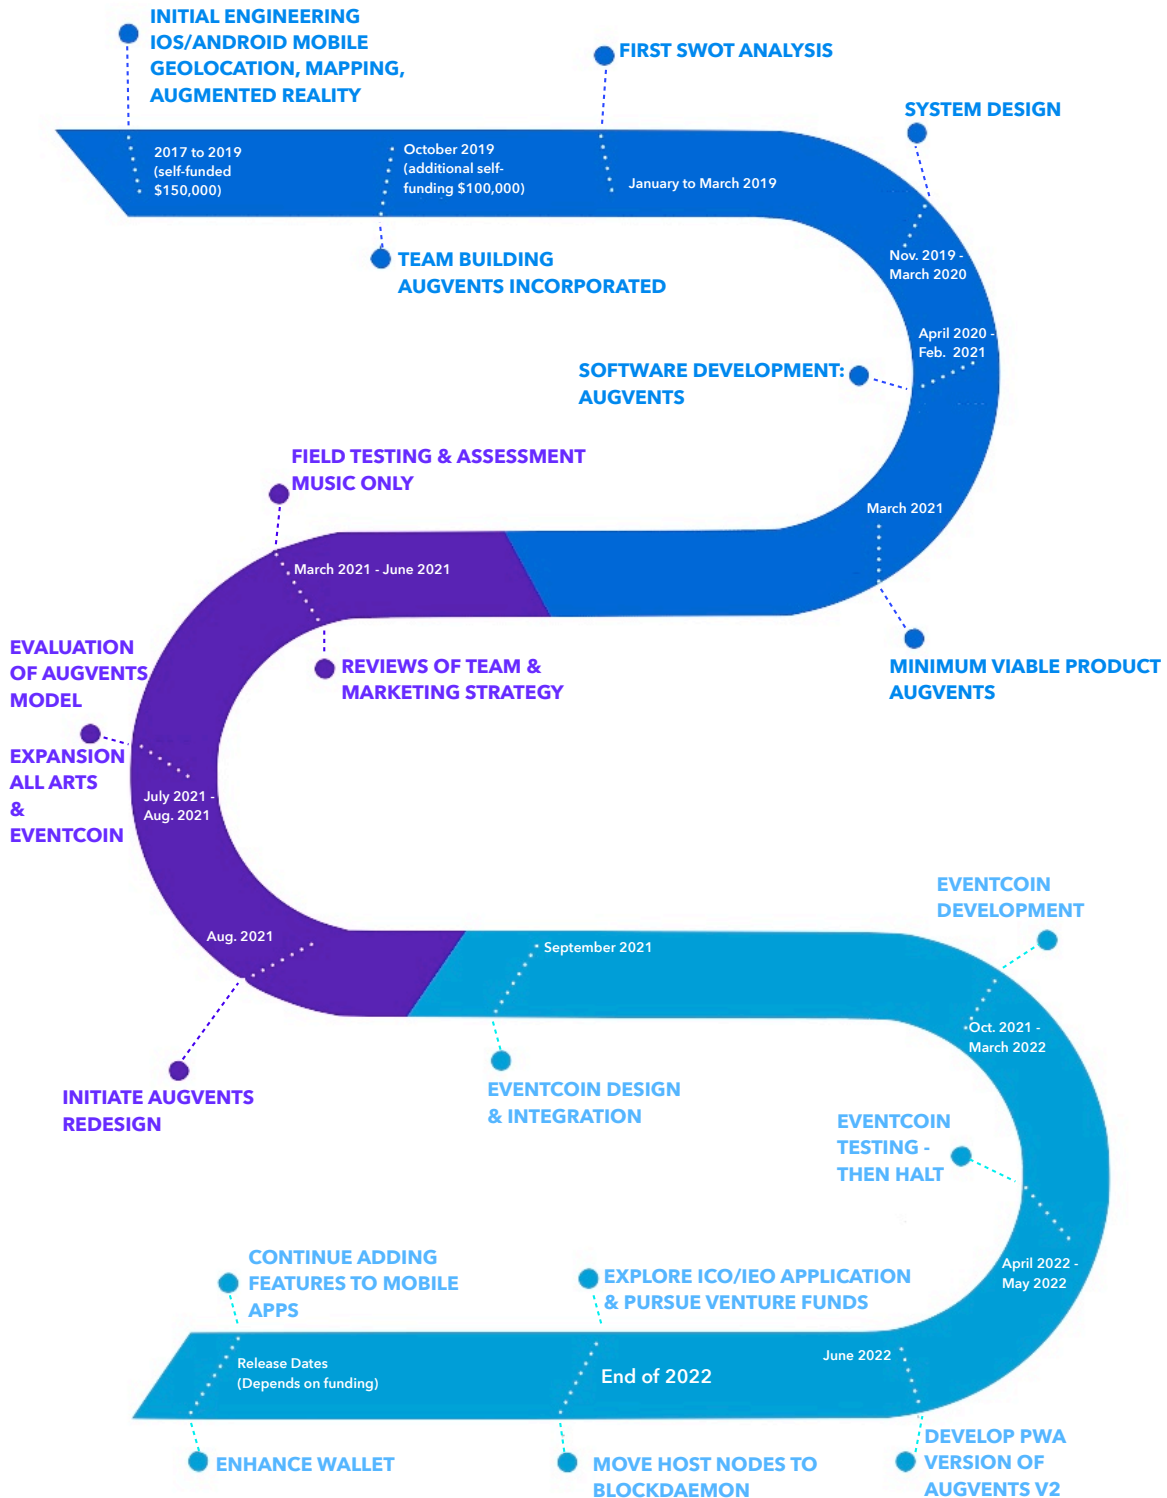 INITIAL ENGINEERING
IOS/ANDROID MOBILE
GEOLOCATION, MAPPING,
AUGMENTED REALITY
FIRST SWOT ANALYSIS
SYSTEM DESIGN
2017 to 2019
(self-funded
$150,000)
October 2019
(additional self-
funding $100,000)
January to March 2019
TEAM BUILDING
AUGVENTS INCORPORATED
Nov. 2019 -
March 2020
April 2020 -
Feb. 2021
SOFTWARE DEVELOPMENT:
AUGVENTS
FIELD TESTING & ASSESSMENT
MUSIC ONLY
March 2021
March 2021 - June 2021
REVIEWS OF TEAM &
MARKETING STRATEGY
MINIMUM VIABLE PRODUCT
AUGVENTS
EVALUATION
OF AUGVENTS
MODEL
EXPANSION
ALL ARTS
&
EVENTCOIN
July 2021 -
Aug. 2021
Aug. 2021
INITIATE AUGVENTS
REDESIGN
September 2021
EVENTCOIN DESIGN
& INTEGRATION
EVENTCOIN
DEVELOPMENT
Oct. 2021 -
March 2022
EVENTCOIN
TESTING -
THEN HALT
April 2022 -
May 2022
CONTINUE ADDING
FEATURES TO MOBILE
APPS
EXPLORE ICO/IEO APPLICATION
& PURSUE VENTURE FUNDS
Release Dates
(Depends on funding)
End of 2022
June 2022
ENHANCE WALLET
MOVE HOST NODES TO
BLOCKDAEMON
DEVELOP PWA
VERSION OF
AUGVENTS V2